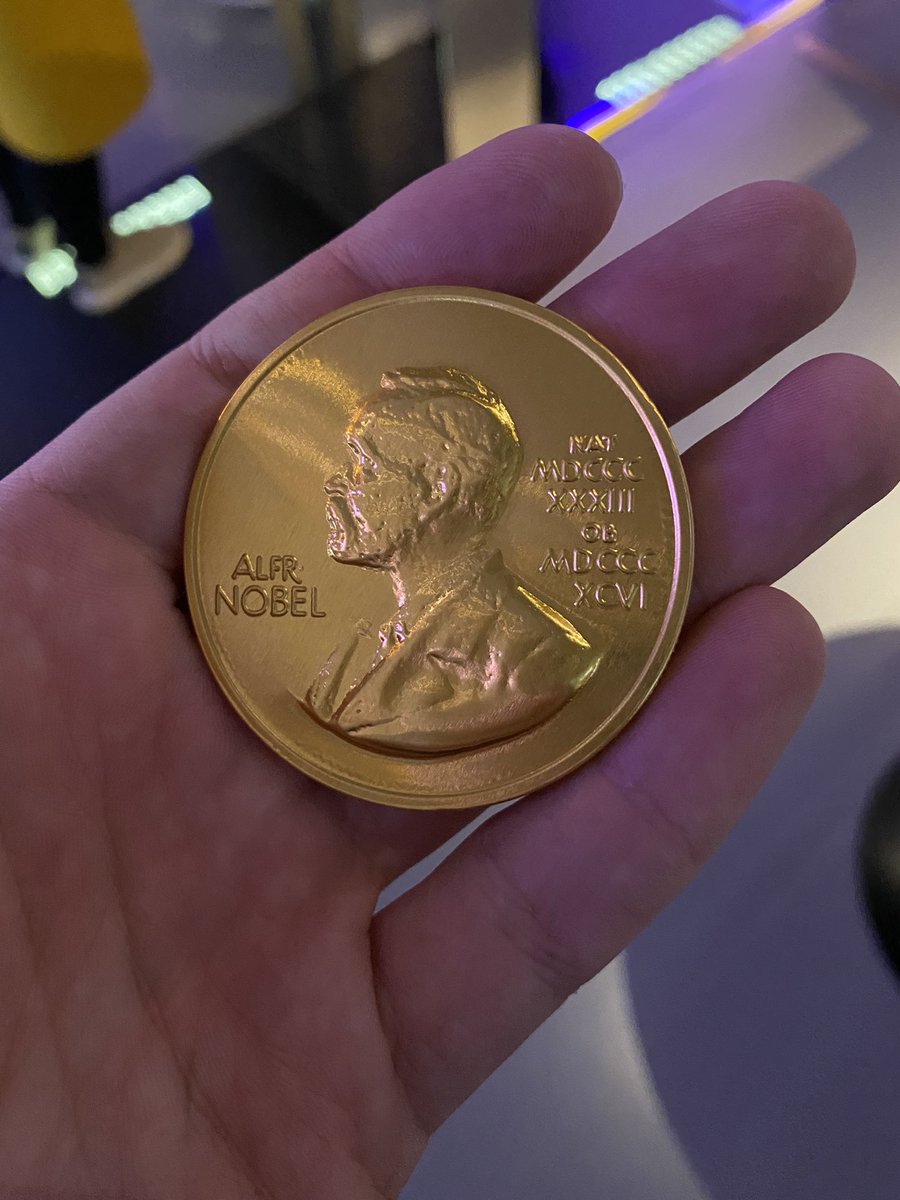 ALFR·
NOBEL
NAT
MDCCC
XXXIII
OB
MDCCC
XCVI